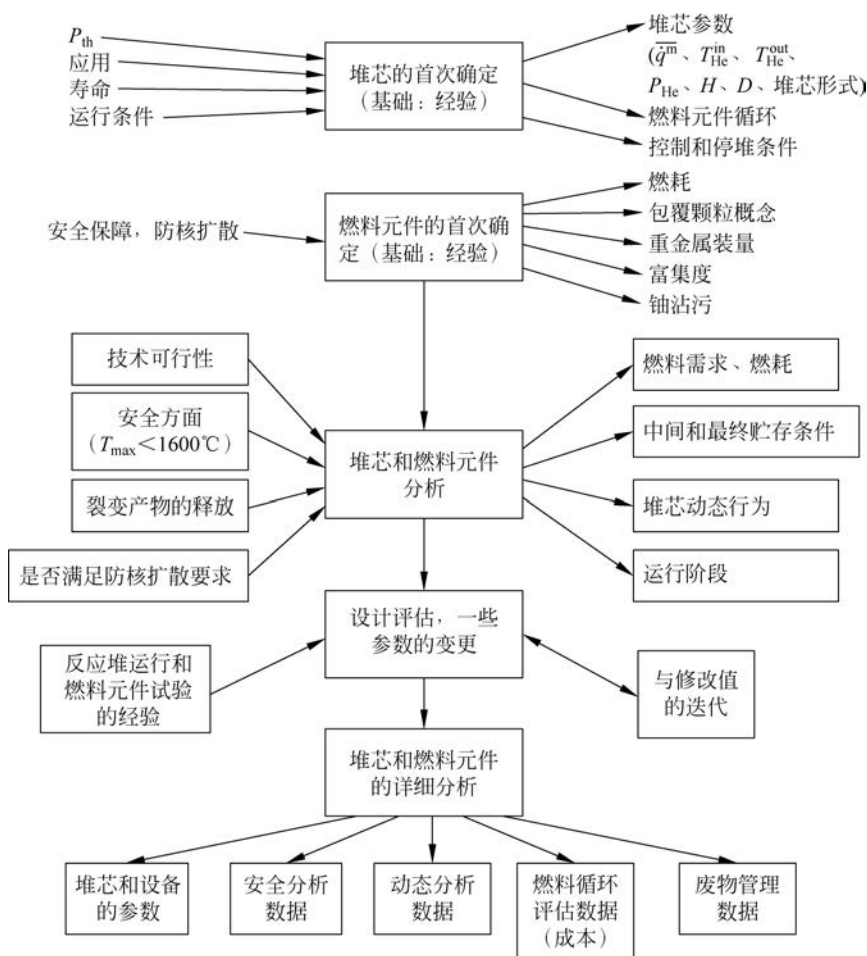 P_th
应用
寿命
运行条件
堆芯的首次确定
（基础：经验）
堆芯参数
(q̄̇^m̅、T_He^in、T_He^out、
P_He、H、D、堆芯形式)
燃料元件循环
控制和停堆条件
安全保障，防核扩散
燃料元件的首次确
定（基础：经验）
燃耗
包覆颗粒概念
重金属装量
富集度
铀沾污
技术可行性
安全方面
（T_max＜1600℃）
裂变产物的释放
是否满足防核扩散要求
堆芯和燃料元件
分析
燃料需求、燃耗
中间和最终贮存条件
堆芯动态行为
运行阶段
设计评估，一些
参数的变更
反应堆运行和
燃料元件试验
的经验
与修改值
的迭代
堆芯和燃料元件
的详细分析
堆芯和设备
的参数
安全分析
数据
动态分析
数据
燃料循环
评估数据
（成本）
废物管理
数据